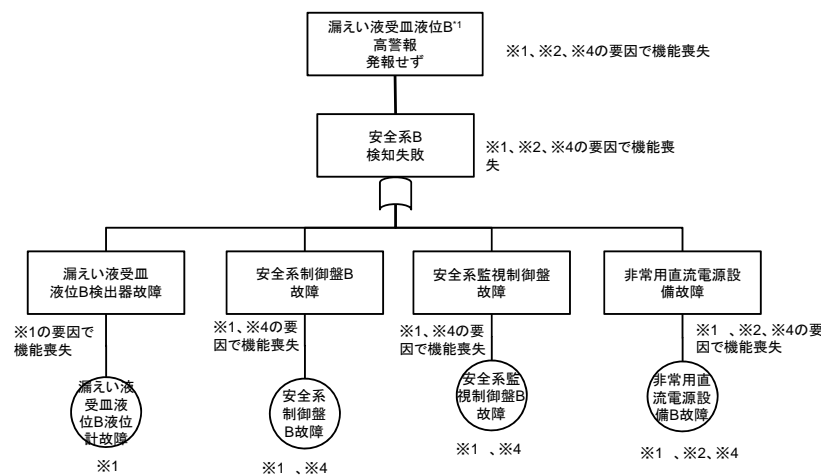 漏えい液受皿液位B*1
高警報
発報せず
※1、※2、※4の要因で機能喪失
安全系B
検知失敗
※1、※2、※4の要因で機能喪
失
漏えい液受皿
液位B検出器故障
安全系制御盤B
故障
安全系監視制御盤
故障
非常用直流電源設
備故障
※1の要因で
機能喪失
※1、※4の要
因で機能喪失
※1、※4の要
因で機能喪失
※1 、※2、※4の要
因で機能喪失
漏えい液
受皿液
位B液位
計故障
安全系
制御盤
B故障
安全系監
視制御盤B
故障
非常用直
流電源設
備B故障
※1
※1 、※4
※1 、※4
※1 、※2、※4